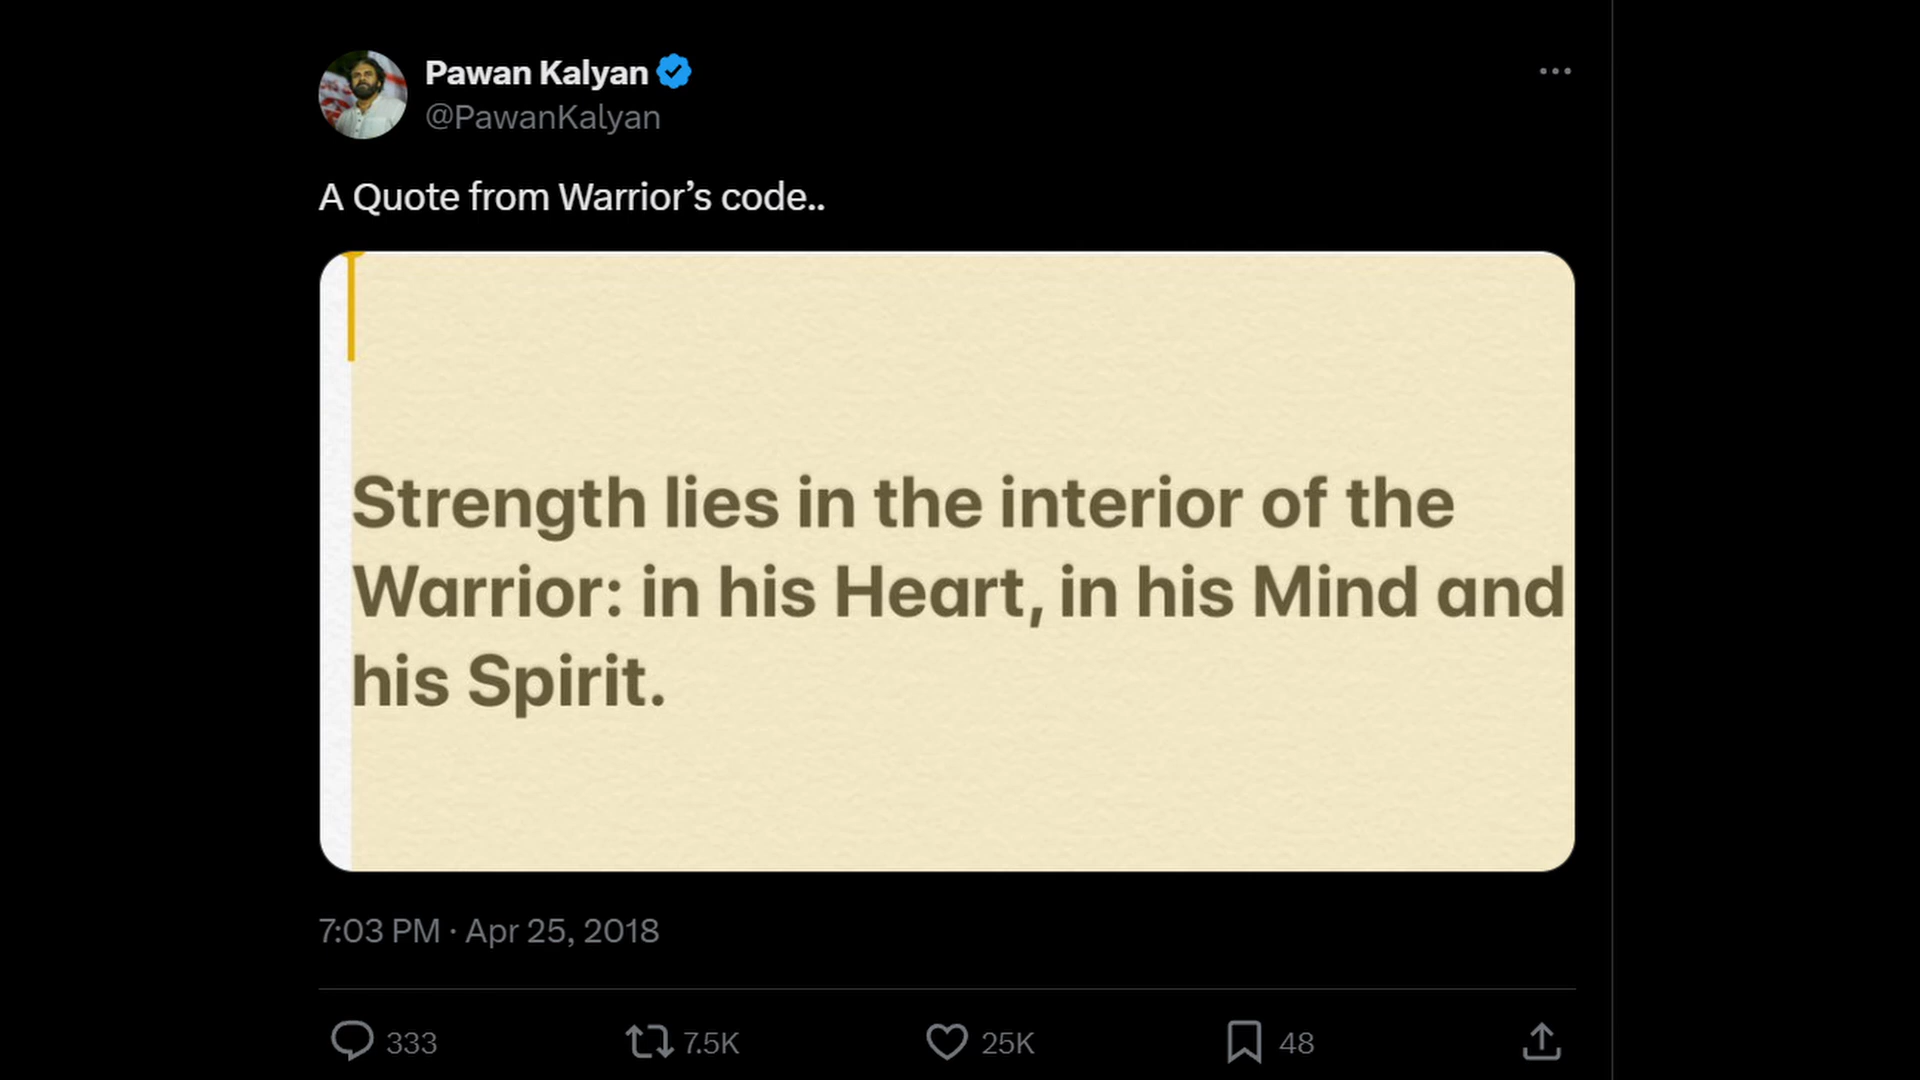 Pawan Kalyan
@PawanKalyan
A Quote from Warrior’s code..
Strength lies in the interior of the
Warrior: in his Heart, in his Mind and
his Spirit.
7:03 PM · Apr 25, 2018
333 7.5K 25K 48